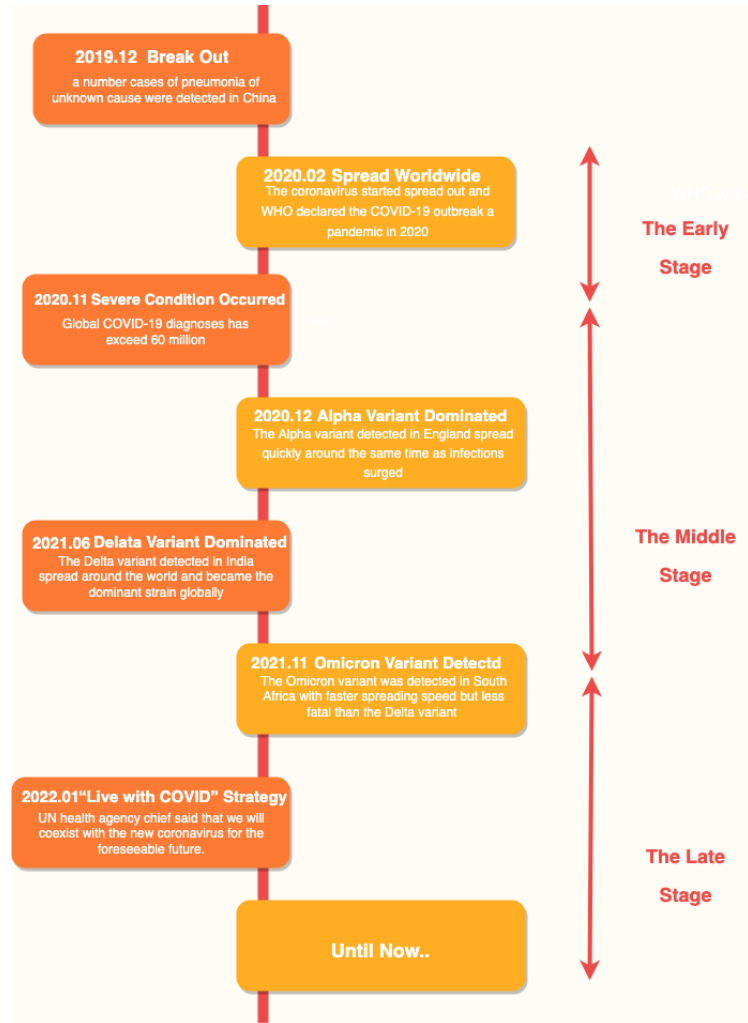 2019.12 Break Out
a number cases of pneumonia of
unknown cause were detected in China
2020.02 Spread Worldwide
The coronavirus started spread out and
WHO declared the COVID-19 outbreak a
pandemic in 2020
The Early
Stage
2020.11 Severe Condition Occurred
Global COVID-19 diagnoses has
exceed 60 million
2020.12 Alpha Variant Dominated
The Alpha variant detected in England spread
quickly around the same time as infections
surged
2021.06 Delata Variant Dominated
The Delta variant detected in India
spread around the world and became the
dominant strain globally
The Middle
Stage
2021.11 Omicron Variant Detectd
The Omicron variant was detected in South
Africa with faster spreading speed but less
fatal than the Delta variant
2022.01“Live with COVID” Strategy
UN health agency chief said that we will
coexist with the new coronavirus for the
foreseeable future.
The Late
Stage
Until Now..